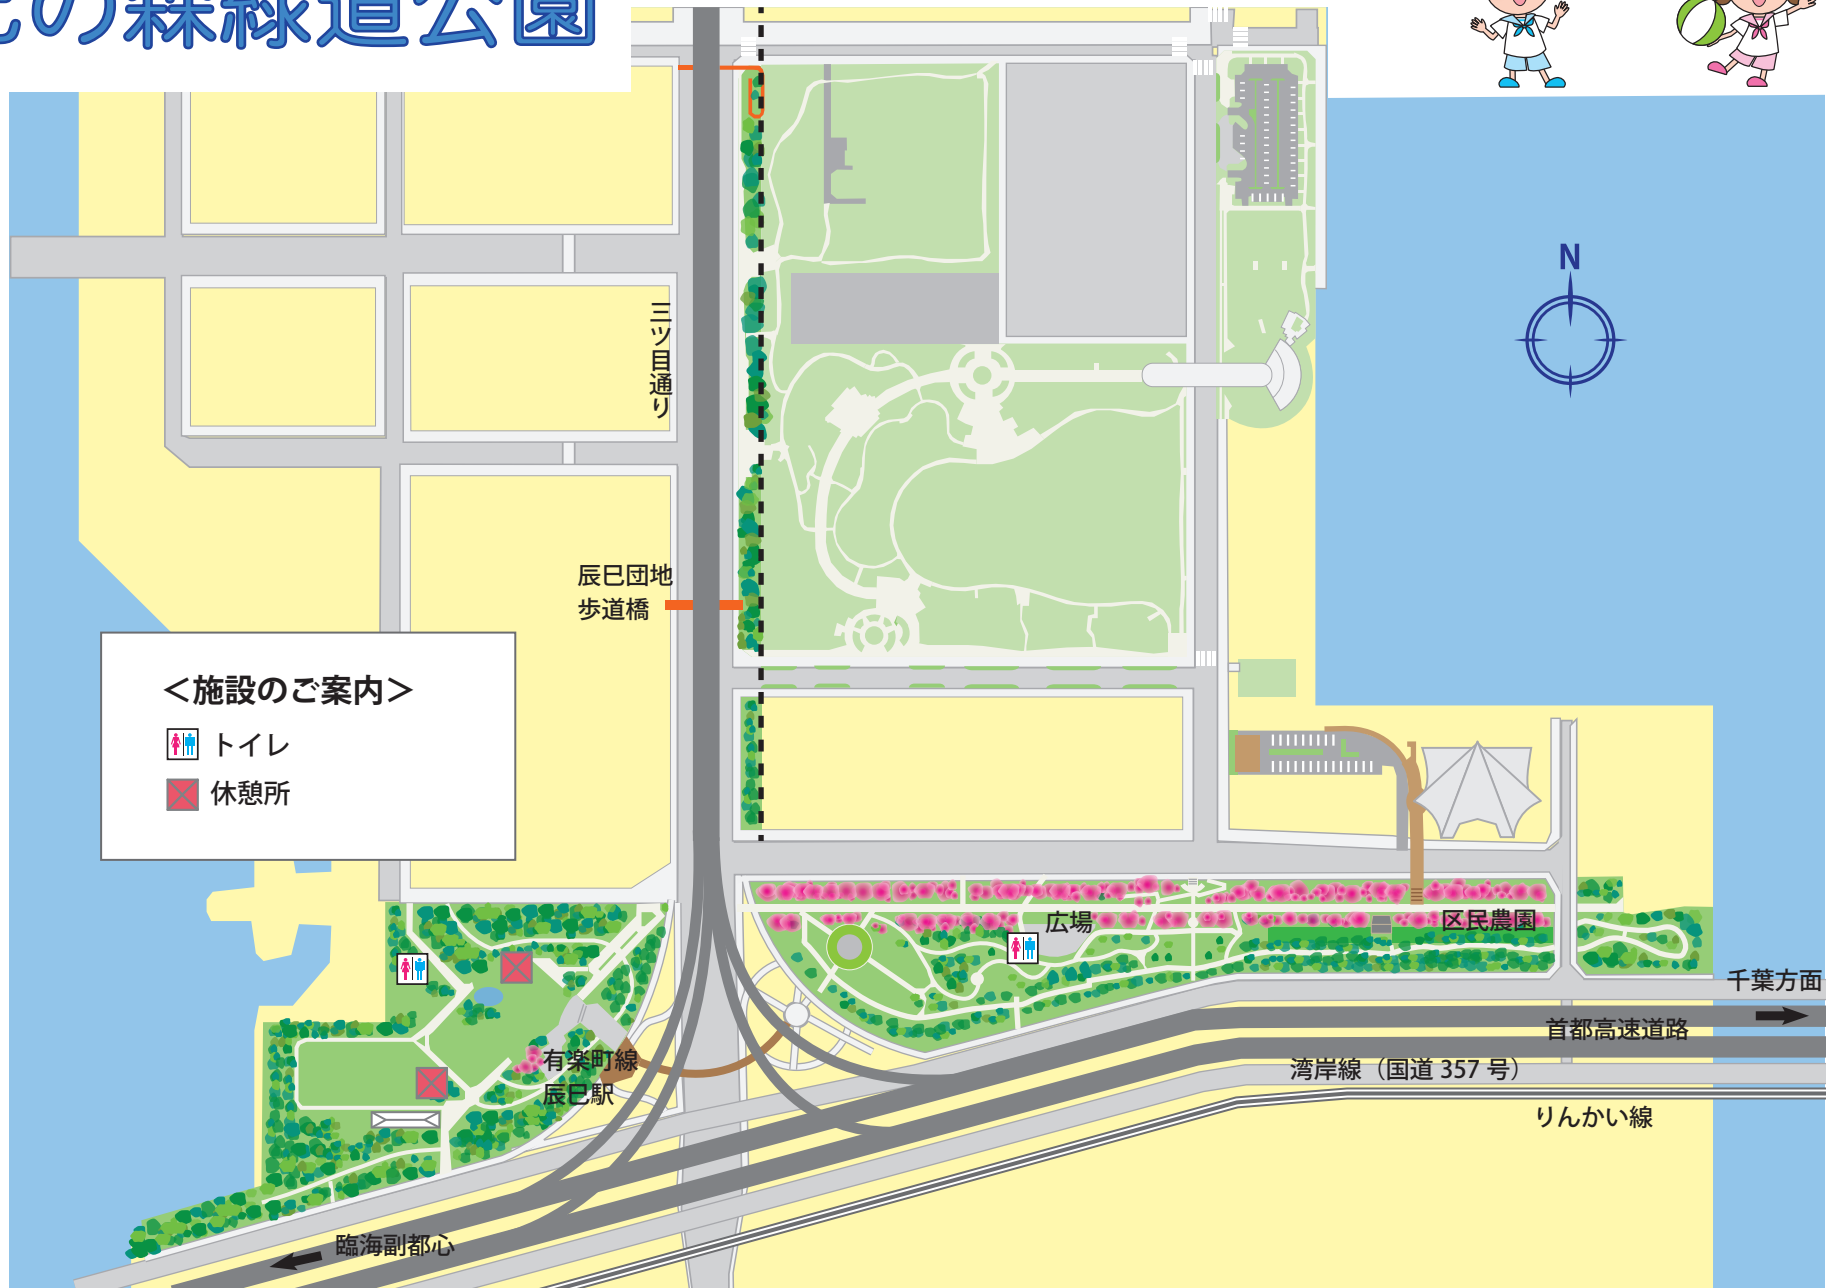 の森緑道公園
N
三ツ目通り
辰巳団地
歩道橋
＜施設のご案内＞
トイレ
休憩所
広場
区民農園
千葉方面
首都高速道路
有楽町線
辰巳駅
湾岸線（国道 357 号）
りんかい線
臨海副都心